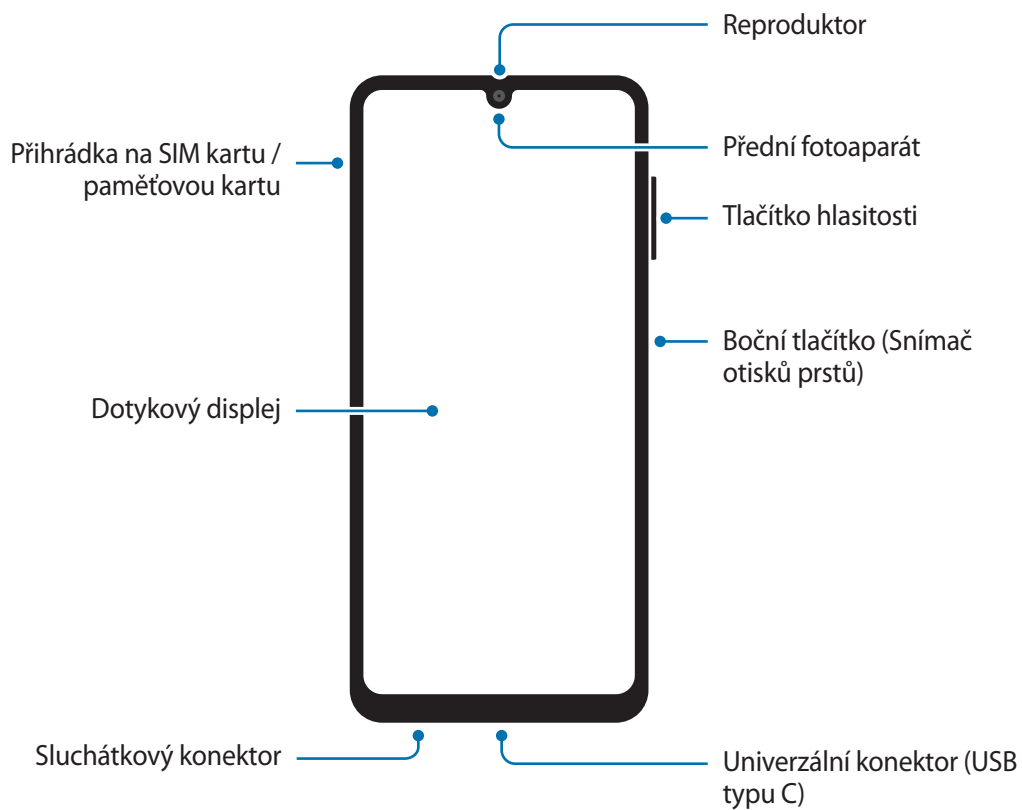 Reproduktor
Přihrádka na SIM kartu /
paměťovou kartu
Přední fotoaparát
Tlačítko hlasitosti
Boční tlačítko (Snímač
otisků prstů)
Dotykový displej
Sluchátkový konektor
Univerzální konektor (USB
typu C)